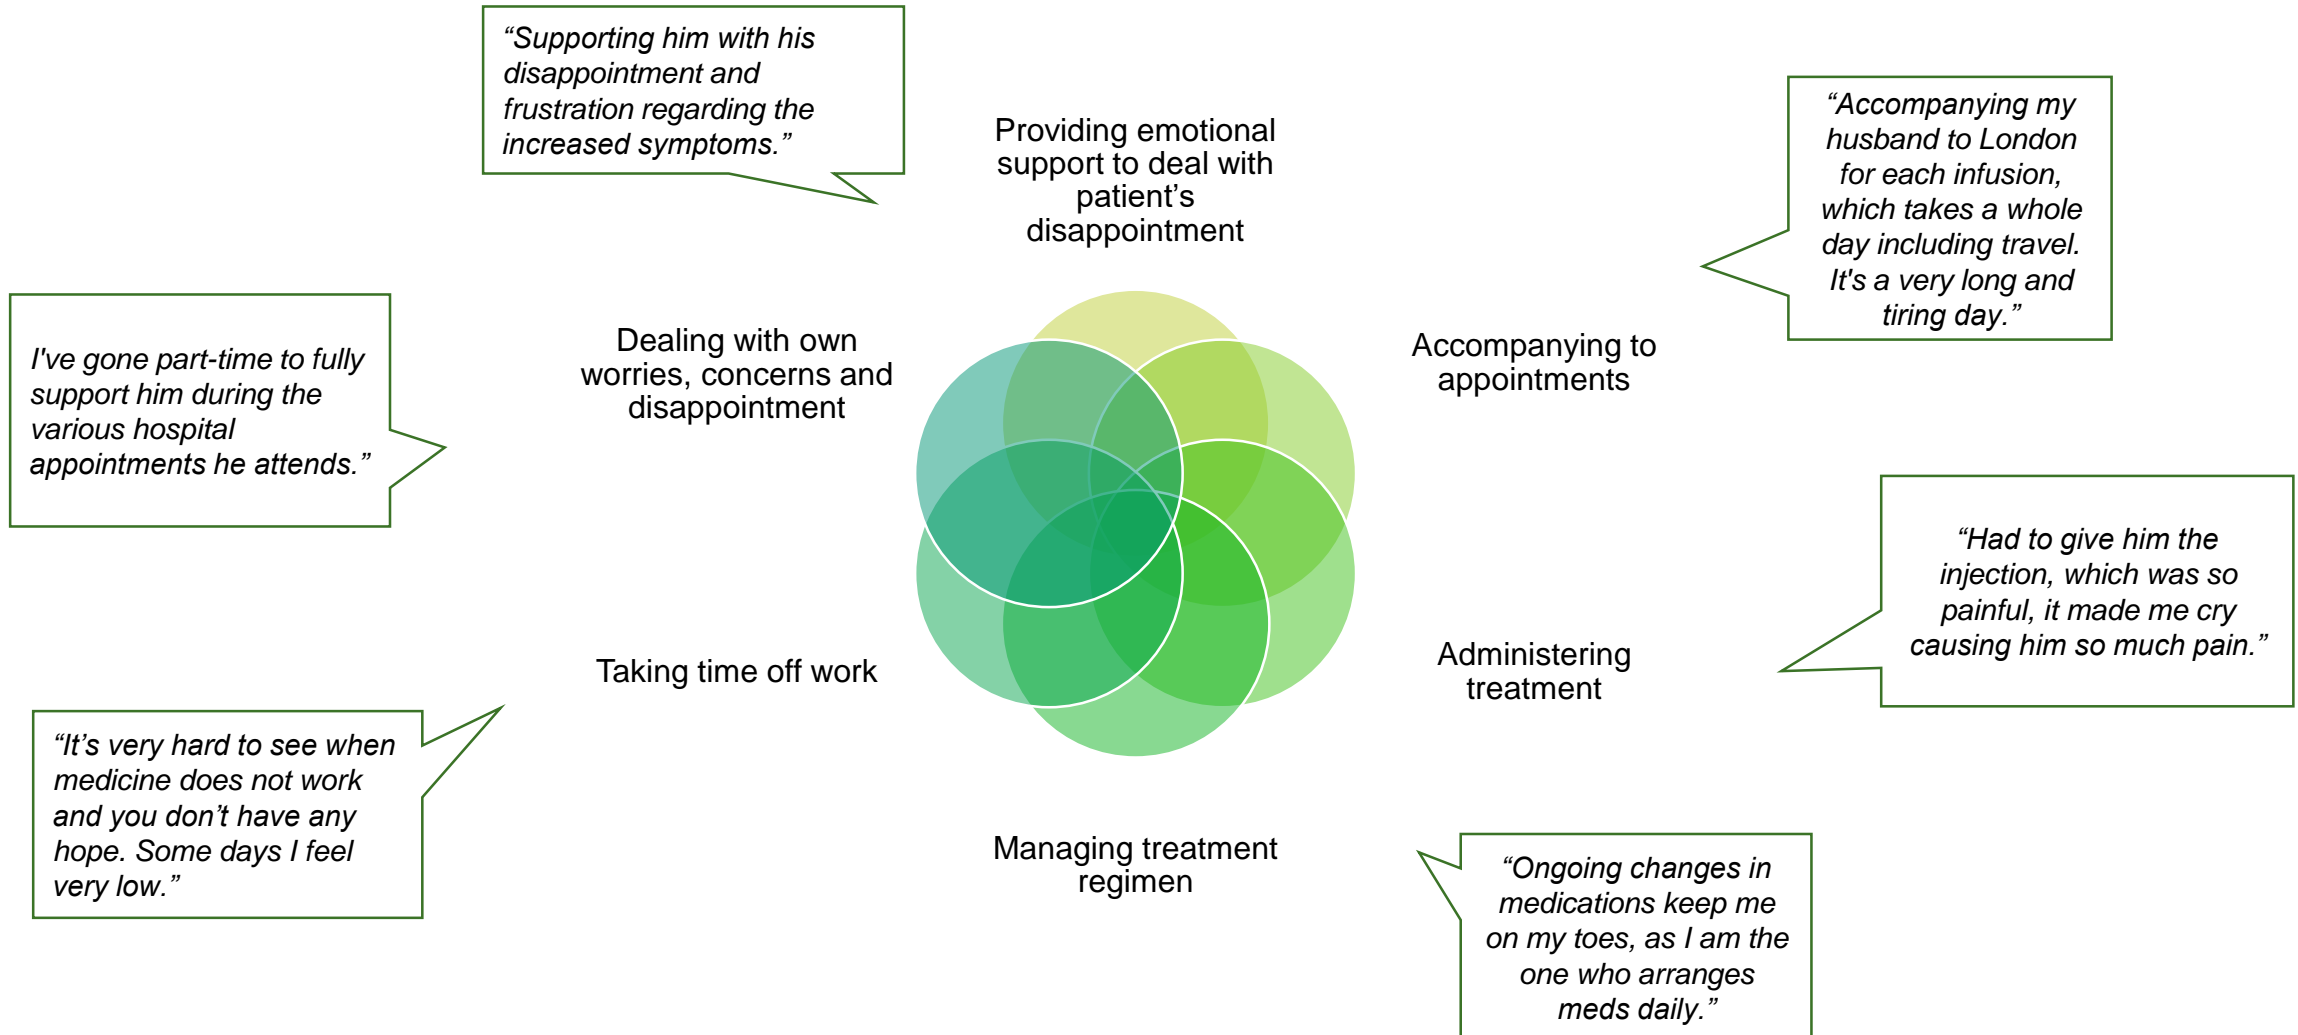 “Supporting him with his
disappointment and
frustration regarding the
increased symptoms.”
Providing emotional
support to deal with
patient’s
disappointment
“Accompanying my
husband to London
for each infusion,
which takes a whole
day including travel.
It's a very long and
tiring day.”
I've gone part-time to fully
support him during the
various hospital
appointments he attends.”
Dealing with own
worries, concerns and
disappointment
Accompanying to
appointments
“Had to give him the
injection, which was so
painful, it made me cry
causing him so much pain.”
Taking time off work
Administering
treatment
“It’s very hard to see when
medicine does not work
and you don’t have any
hope. Some days I feel
very low.”
Managing treatment
regimen
“Ongoing changes in
medications keep me
on my toes, as I am the
one who arranges
meds daily.”